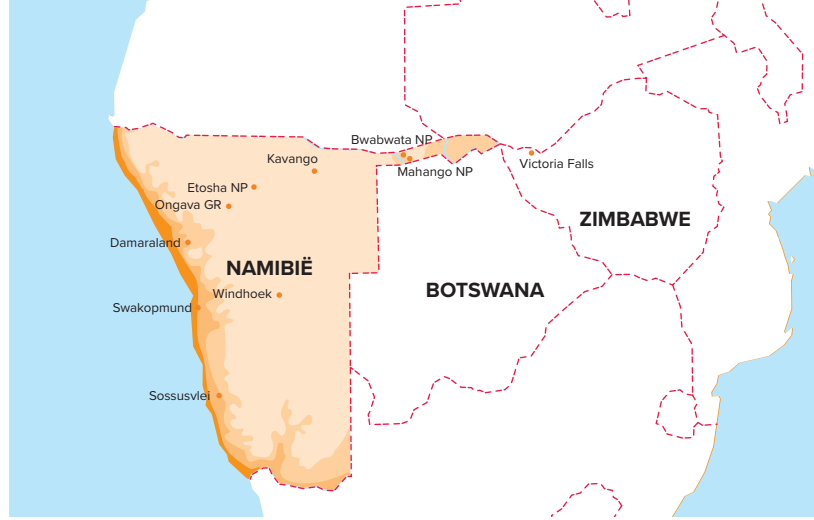 Bwabwata NP
Kavango
Victoria Falls
Mahango NP
Etosha NP
Ongava GR
ZIMBABWE
Damaraland
NAMIBIË
BOTSWANA
Windhoek
Swakopmund
Sossusvlei